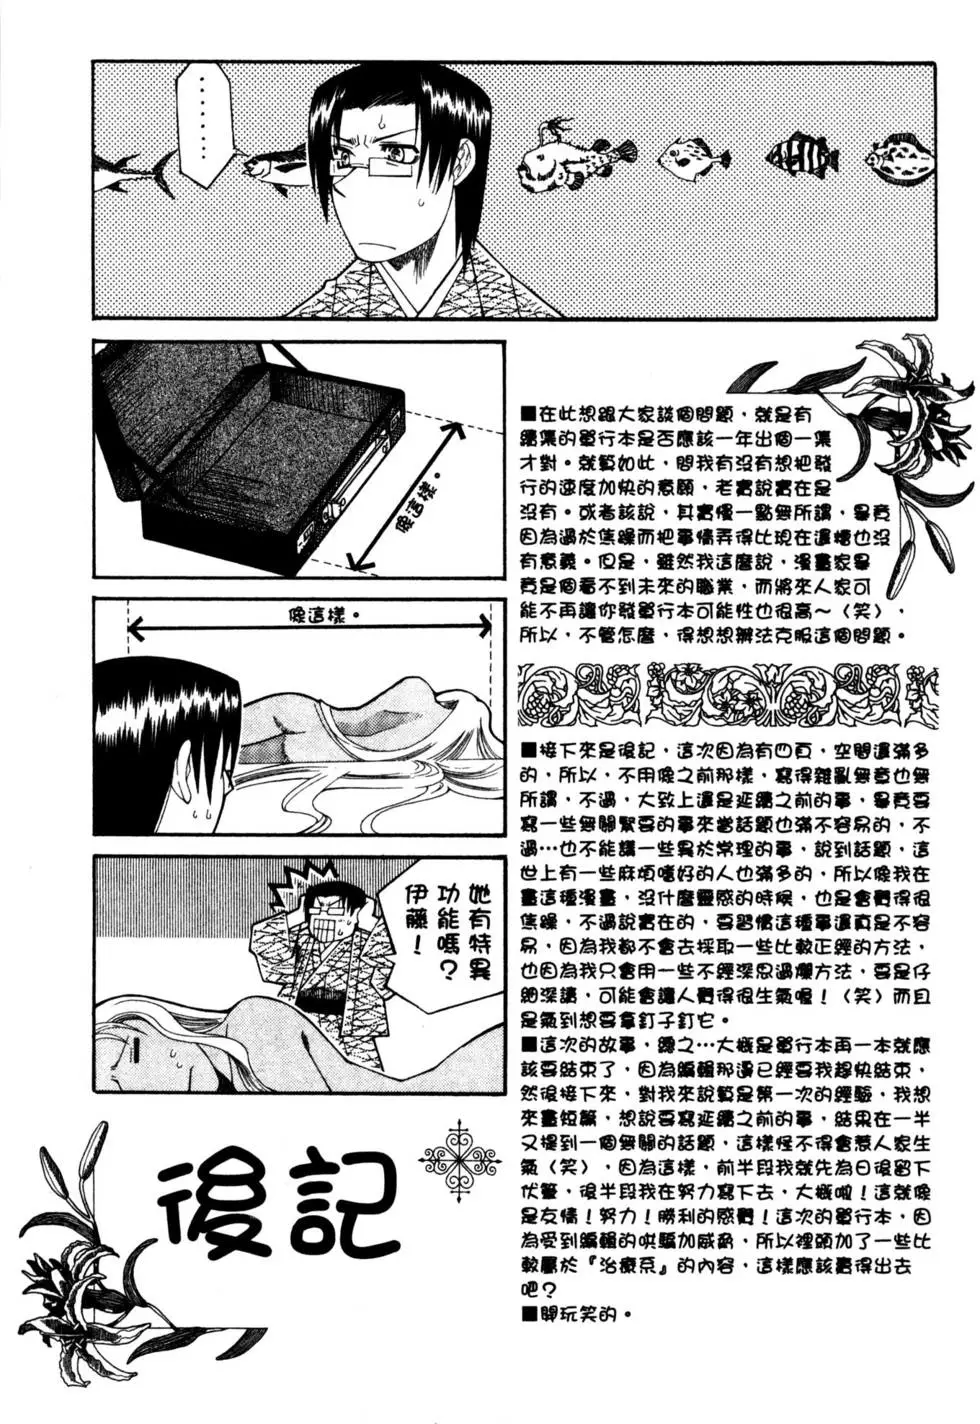 ⋯⋯⋯
像這樣。
像這樣。
她有特異
功能嗎？
伊藤！
後記
■在此想跟大家談個問題，就是有
續集的單行本是否應該一年出個一集
才對。就算如此，問我有沒有想把發
行的速度加快的意願，老實說實在是
沒有。或者該說，其實慢一點無所謂，畢竟
因為過於焦躁而把事情弄得比現在還糟也沒
有意義。但是，雖然我這麼說，漫畫家畢
竟是個看不到未來的職業，而將來人家可
能不再讓你發單行本可能性也很高～（笑），
所以，不管怎麼，得想想辦法克服這個問題。
■接下來是後記，這次因為有四頁，空間還滿多
的，所以，不用像之前那樣，寫得雜亂無章也無
所謂，不過，大致上還是延續之前的事，畢竟要
寫一些無關緊要的事來當話題也滿不容易的，不
過⋯也不能講一些異於常理的事，說到話題，這
世上有一些麻煩嗜好的人也滿多的，所以像我在
畫這種漫畫，沒什麼靈感的時候，也是會覺得很
焦躁，不過說實在的，要習慣這種事還真是不容
易，因為我都不會去採取一些比較正經的方法，
也因為我只會用一些不經深思過爛方法，要是仔
細深講，可能會讓人覺得很生氣喔！（笑）而且
是氣到想要拿釘子釘它。
■這次的故事，總之⋯大概是單行本再一本就應
該要結束了，因為編輯那邊已經要我趕快結束，
然後接下來，對我來說算是第一次的經驗，我想
來畫短篇，想說要寫延續之前的事，結果在一半
又提到一個無關的話題，這樣怪不得會惹人家生
氣（笑），因為這樣，前半段我就先為日後留下
伏筆，後半段我在努力寫下去，大概啦！這就像
是友情！努力！勝利的感覺！這次的單行本，因
為受到編輯的哄騙加威脅，所以裡頭加了一些比
較屬於『治療系』的內容，這樣應該賣得出去
吧？
■開玩笑的。